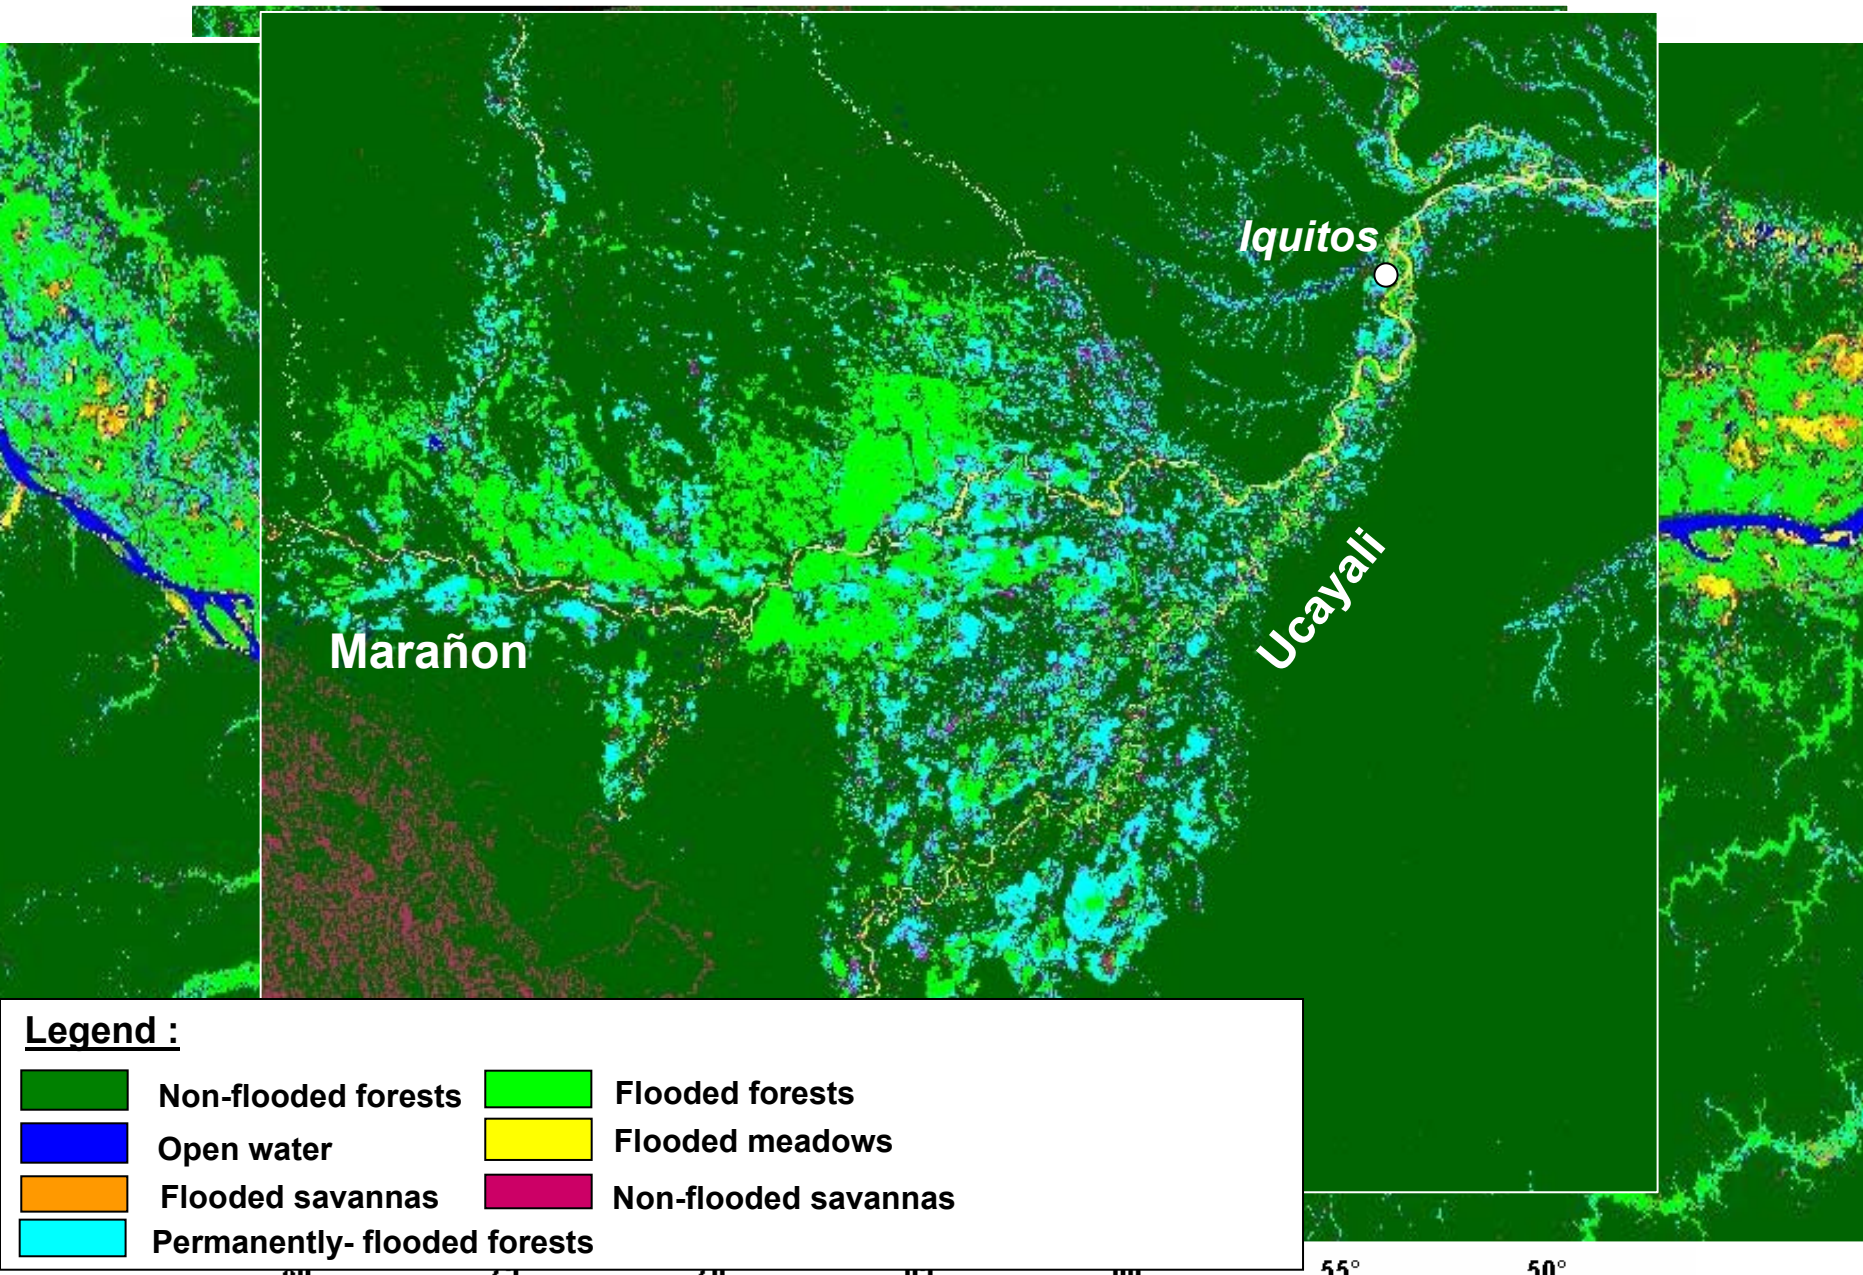 Iquitos
Ucayali
Marañon
Legend :
Non-flooded forests
Flooded forests
Open water
Flooded meadows
Flooded savannas
Non-flooded savannas
Permanently- flooded forests
55° 50°